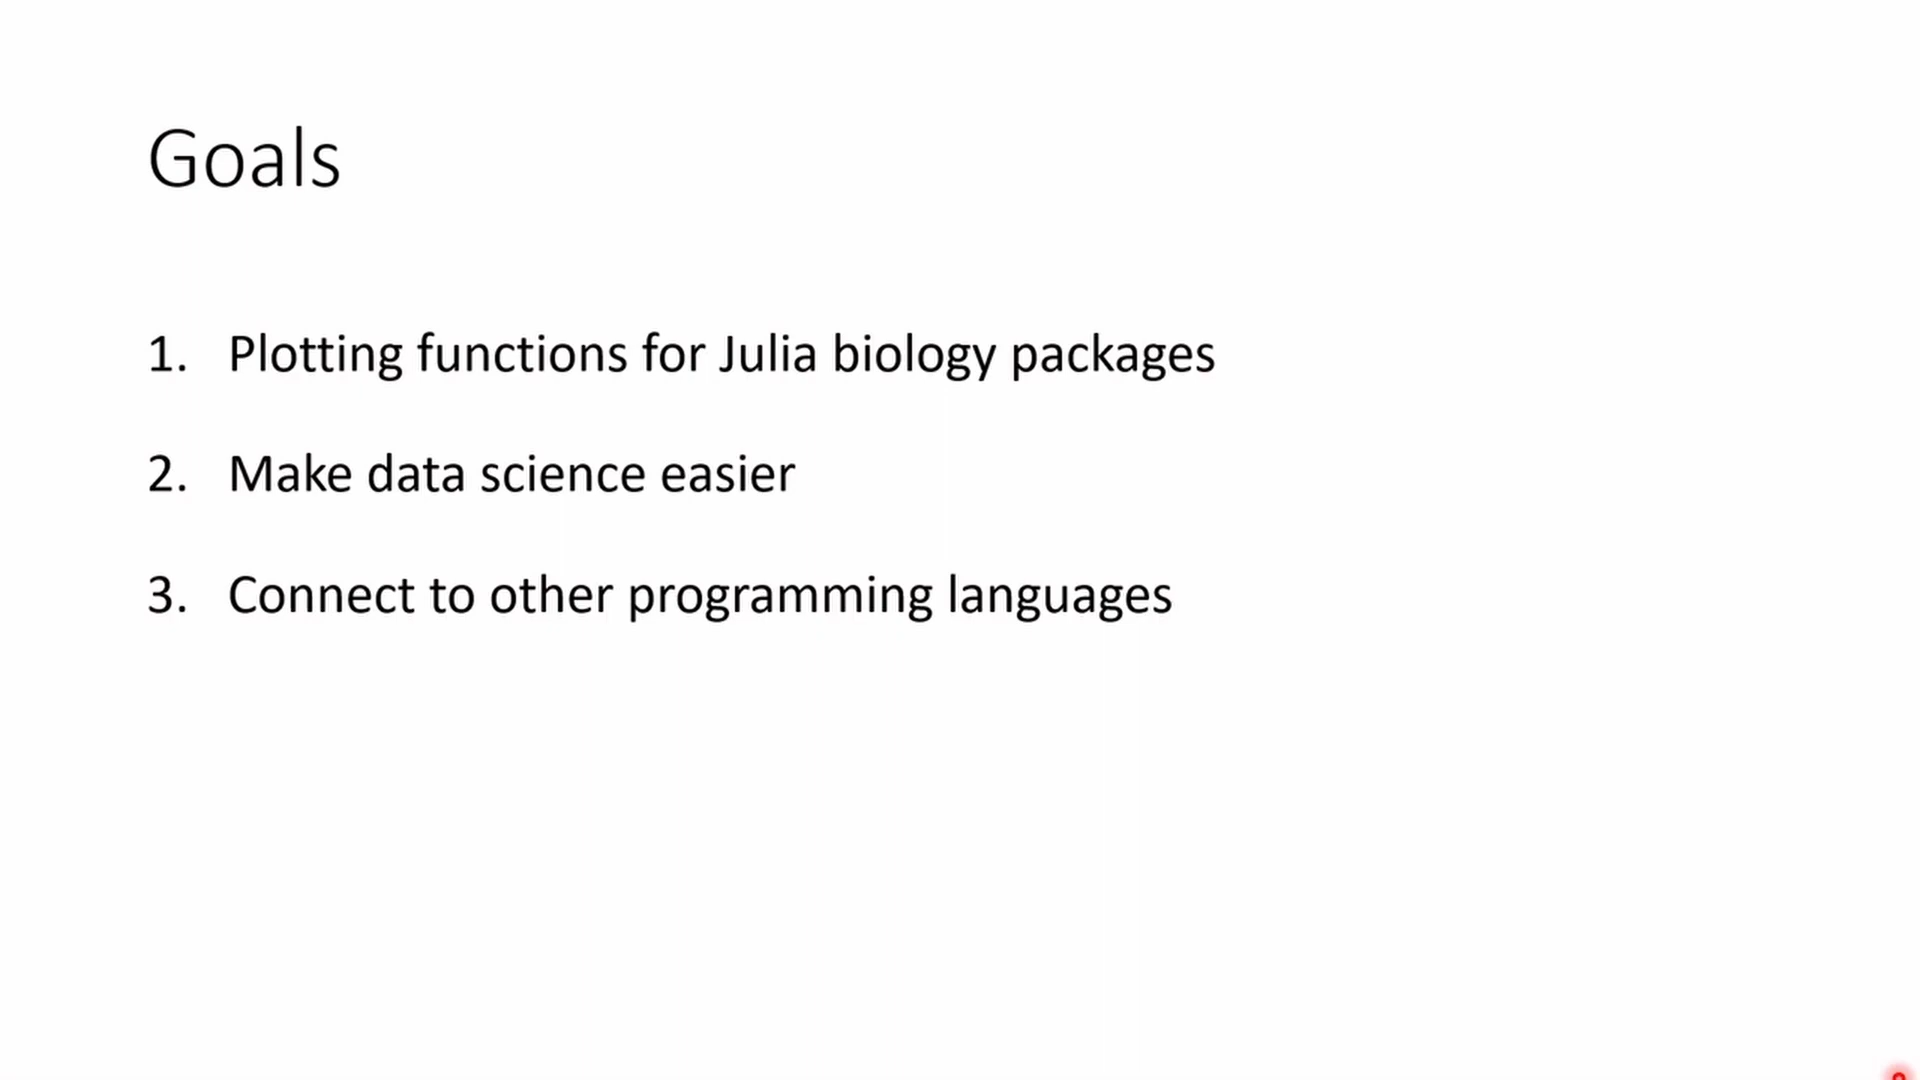 Goals
1. Plotting functions for Julia biology packages
2. Make data science easier
3. Connect to other programming languages